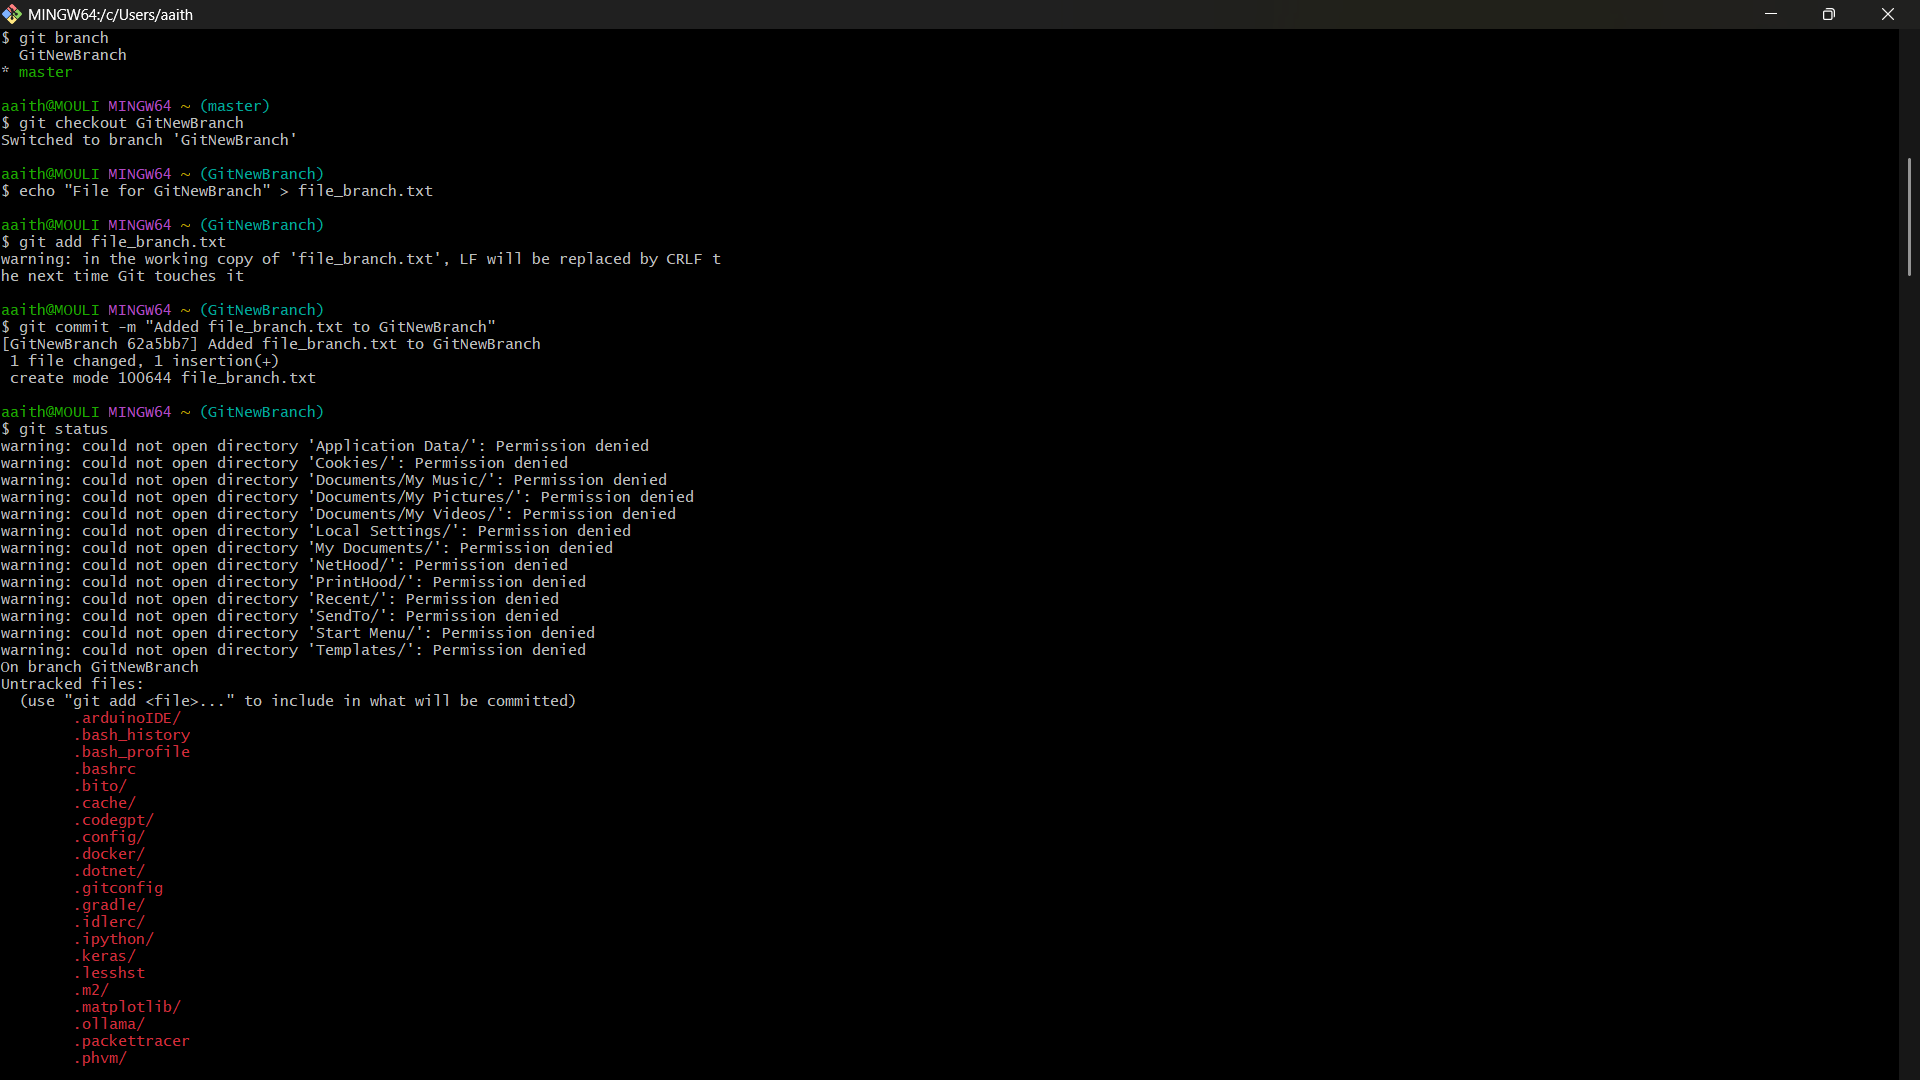 MINGW64:/c/Users/aaith
$ git branch
  GitNewBranch
* master

aaith@MOULI MINGW64 ~ (master)
$ git checkout GitNewBranch
Switched to branch 'GitNewBranch'

aaith@MOULI MINGW64 ~ (GitNewBranch)
$ echo "File for GitNewBranch" > file_branch.txt

aaith@MOULI MINGW64 ~ (GitNewBranch)
$ git add file_branch.txt
warning: in the working copy of 'file_branch.txt', LF will be replaced by CRLF t
he next time Git touches it

aaith@MOULI MINGW64 ~ (GitNewBranch)
$ git commit -m "Added file_branch.txt to GitNewBranch"
[GitNewBranch 62a5bb7] Added file_branch.txt to GitNewBranch
 1 file changed, 1 insertion(+)
 create mode 100644 file_branch.txt

aaith@MOULI MINGW64 ~ (GitNewBranch)
$ git status
warning: could not open directory 'Application Data/': Permission denied
warning: could not open directory 'Cookies/': Permission denied
warning: could not open directory 'Documents/My Music/': Permission denied
warning: could not open directory 'Documents/My Pictures/': Permission denied
warning: could not open directory 'Documents/My Videos/': Permission denied
warning: could not open directory 'Local Settings/': Permission denied
warning: could not open directory 'My Documents/': Permission denied
warning: could not open directory 'NetHood/': Permission denied
warning: could not open directory 'PrintHood/': Permission denied
warning: could not open directory 'Recent/': Permission denied
warning: could not open directory 'SendTo/': Permission denied
warning: could not open directory 'Start Menu/': Permission denied
warning: could not open directory 'Templates/': Permission denied
On branch GitNewBranch
Untracked files:
  (use "git add <file>..." to include in what will be committed)
        .arduinoIDE/
        .bash_history
        .bash_profile
        .bashrc
        .bito/
        .cache/
        .codegpt/
        .config/
        .docker/
        .dotnet/
        .gitconfig
        .gradle/
        .idlerc/
        .ipython/
        .keras/
        .lesshst
        .m2/
        .matplotlib/
        .ollama/
        .packettracer
        .phvm/